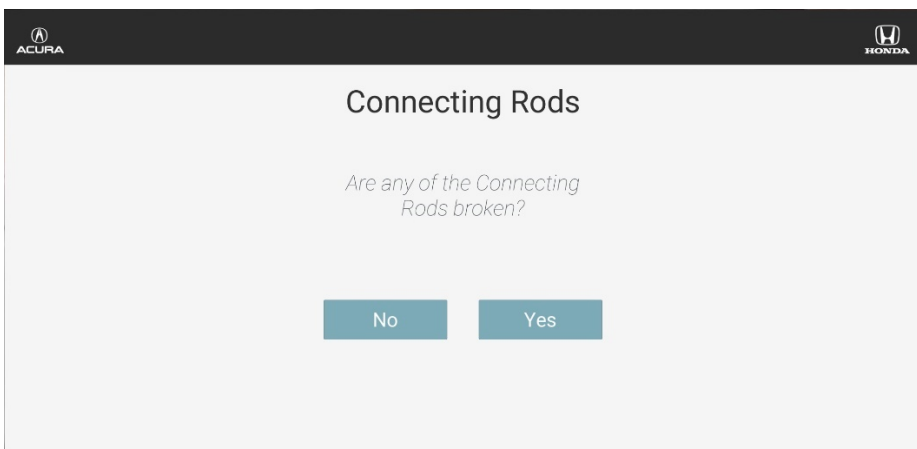 ACURA
HONDA
Connecting Rods
Are any of the Connecting
Rods broken?
No
Yes